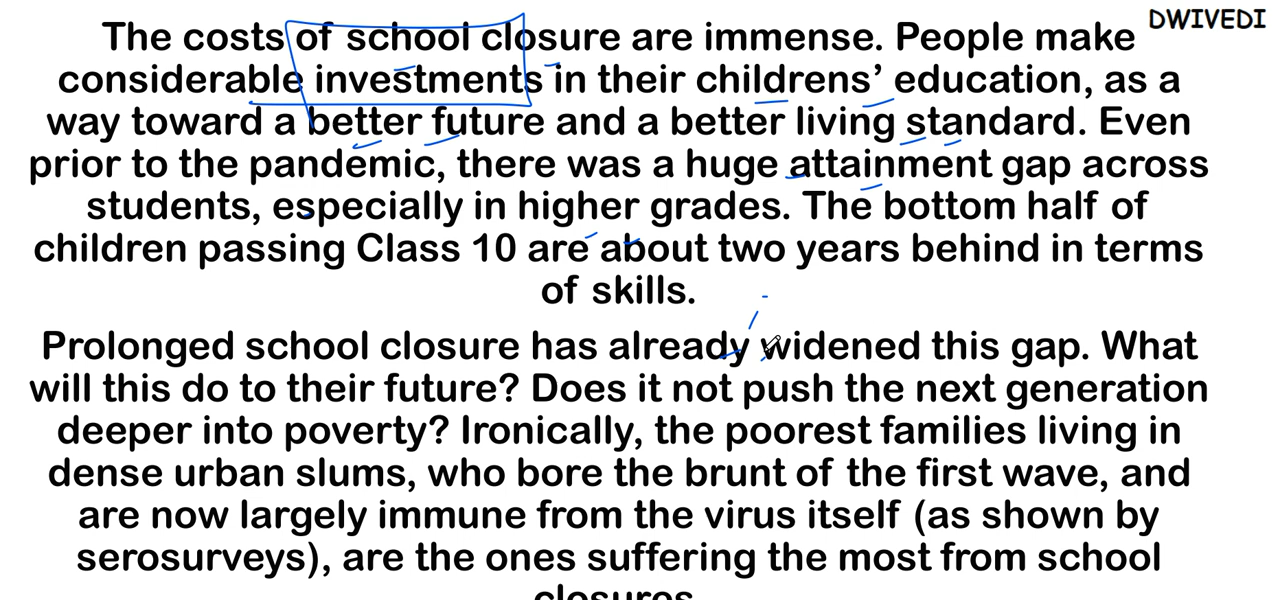 DWIVEDI
The costs of school closure are immense. People make
considerable investments in their childrens’ education, as a
way toward a better future and a better living standard. Even
prior to the pandemic, there was a huge attainment gap across
students, especially in higher grades. The bottom half of
children passing Class 10 are about two years behind in terms
of skills.
Prolonged school closure has already widened this gap. What
will this do to their future? Does it not push the next generation
deeper into poverty? Ironically, the poorest families living in
dense urban slums, who bore the brunt of the first wave, and
are now largely immune from the virus itself (as shown by
serosurveys), are the ones suffering the most from school
closures